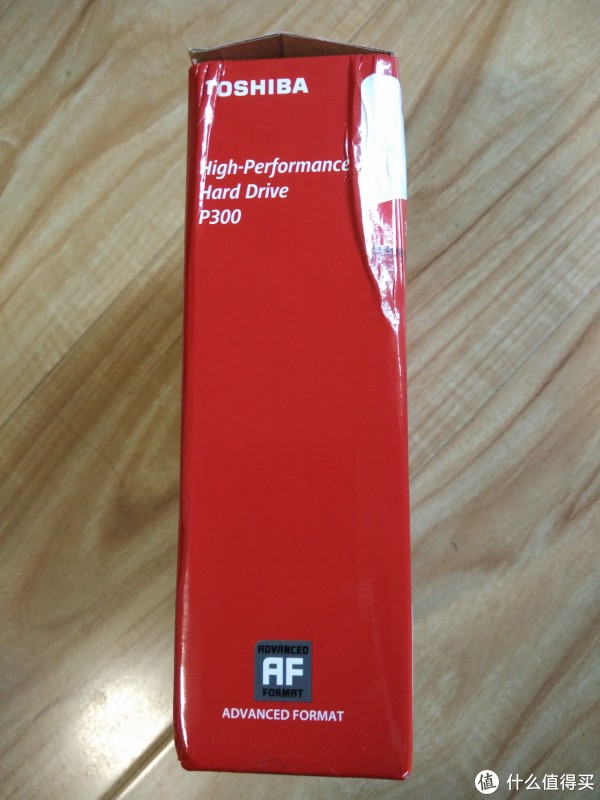 TOSHIBA
High-Performance
Hard Drive
P300
ADVANCED
AF
FORMAT
ADVANCED FORMAT
值 什么值得买